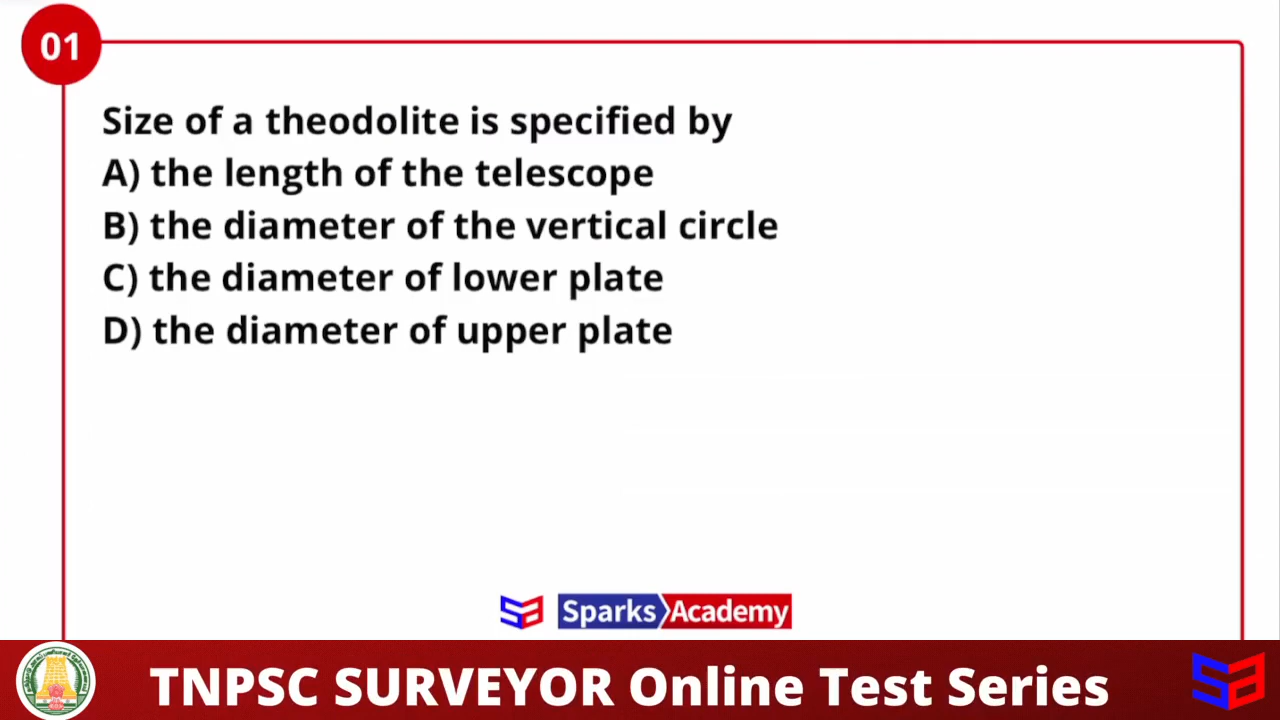 01
Size of a theodolite is specified by
A) the length of the telescope
B) the diameter of the vertical circle
C) the diameter of lower plate
D) the diameter of upper plate
Sparks Academy
TNPSC SURVEYOR Online Test Series